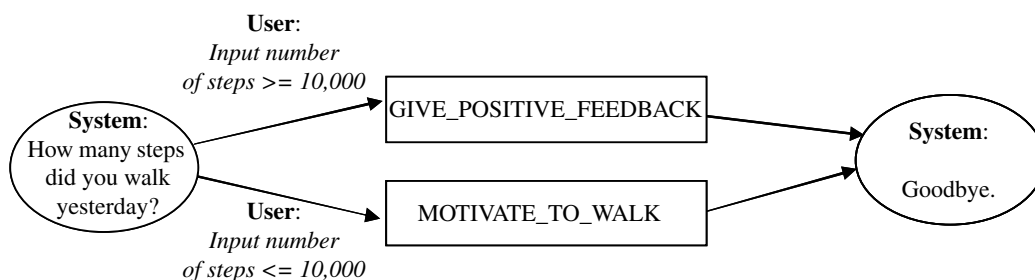 User:
Input number
of steps >= 10,000
System:
How many steps
did you walk
yesterday?
GIVE_POSITIVE_FEEDBACK
MOTIVATE_TO_WALK
User:
Input number
of steps <= 10,000
System:
Goodbye.